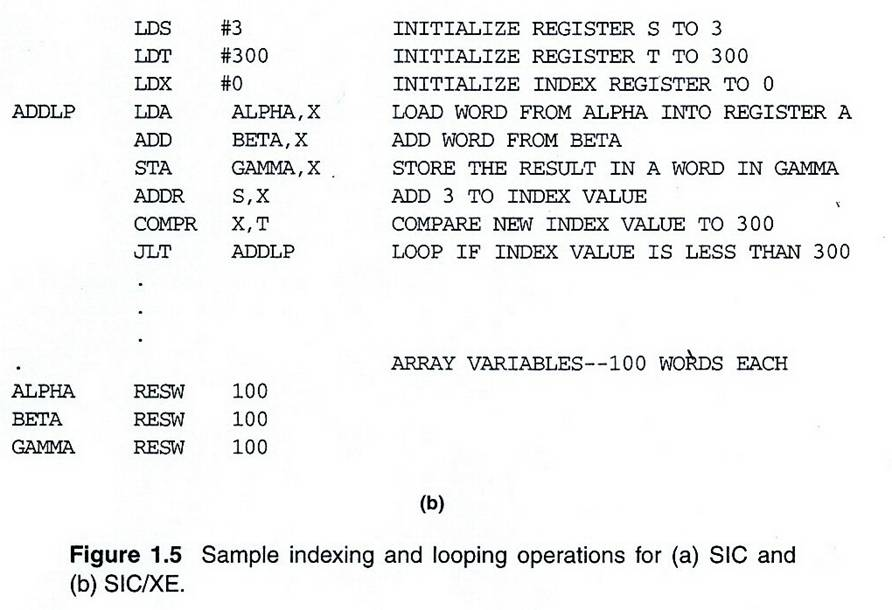 LDS #3 INITIALIZE REGISTER S TO 3
LDT #300 INITIALIZE REGISTER T TO 300
LDX #0 INITIALIZE INDEX REGISTER TO 0
ADDLP LDA ALPHA,X LOAD WORD FROM ALPHA INTO REGISTER A
ADD BETA,X ADD WORD FROM BETA
STA GAMMA,X STORE THE RESULT IN A WORD IN GAMMA
ADDR S,X ADD 3 TO INDEX VALUE
COMPR X,T COMPARE NEW INDEX VALUE TO 300
JLT ADDLP LOOP IF INDEX VALUE IS LESS THAN 300
.
.
.
. ARRAY VARIABLES--100 WORDS EACH
ALPHA RESW 100
BETA RESW 100
GAMMA RESW 100
(b)
Figure 1.5 Sample indexing and looping operations for (a) SIC and
(b) SIC/XE.